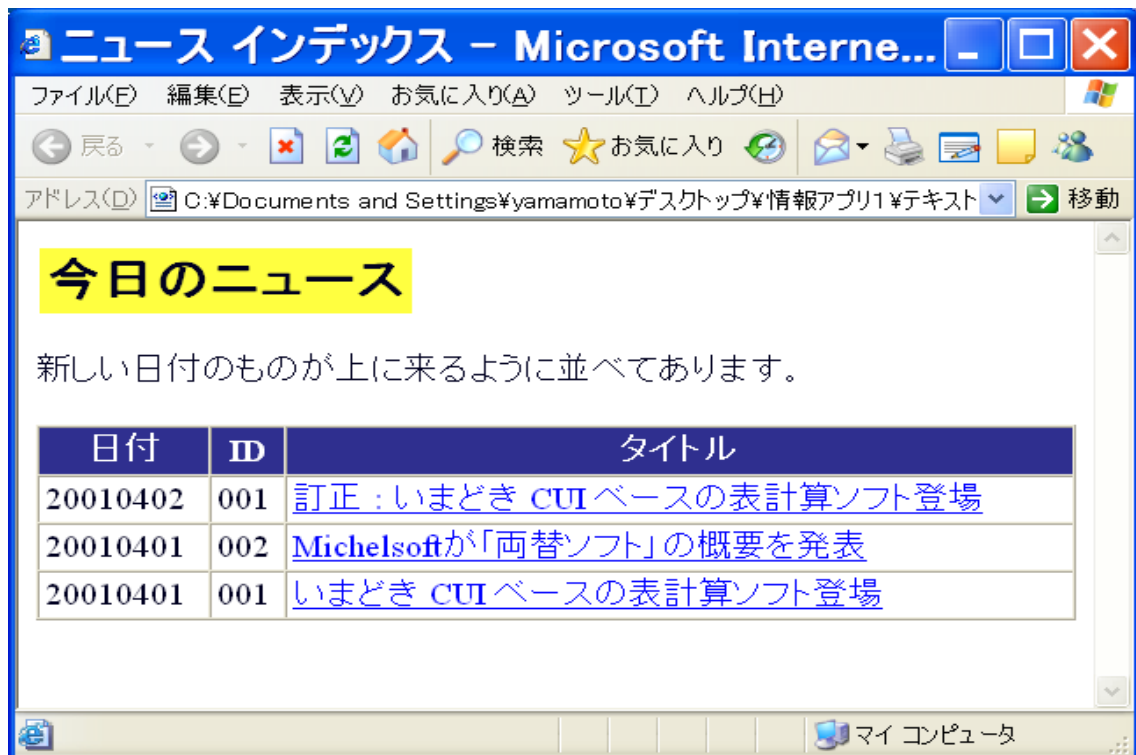 ニュース インデックス - Microsoft Interne...
ファイル(F) 編集(E) 表示(V) お気に入り(A) ツール(T) ヘルプ(H)
戻る 検索 お気に入り
アドレス(D) C:¥Documents and Settings¥yamamoto¥デスクトップ¥情報アプリ1¥テキスト 移動
今日のニュース
新しい日付のものが上に来るように並べてあります。
日付 ID タイトル
20010402 001 訂正：いまどき CUI ベースの表計算ソフト登場
20010401 002 Michelsoftが「両替ソフト」の概要を発表
20010401 001 いまどき CUI ベースの表計算ソフト登場
マイ コンピュータ